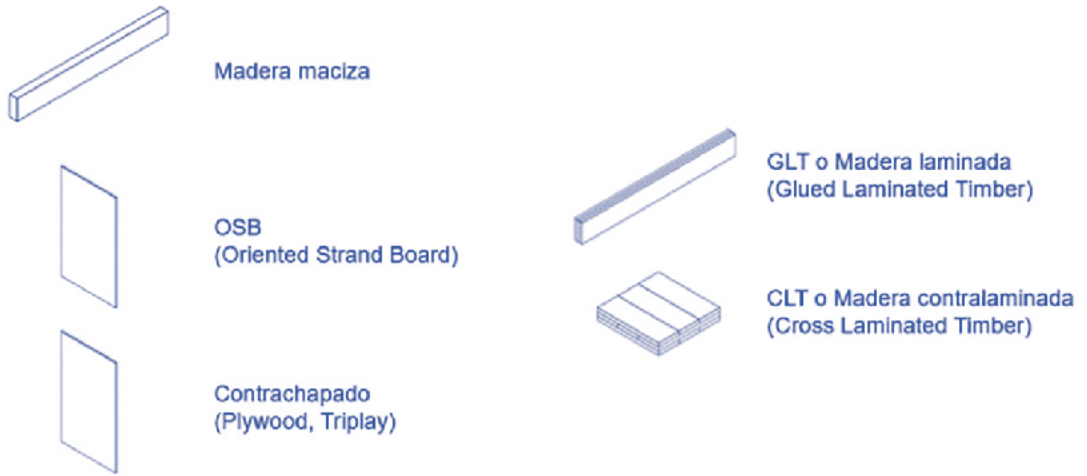 Madera maciza
OSB
(Oriented Strand Board)
Contrachapado
(Plywood, Triplay)
GLT o Madera laminada
(Glued Laminated Timber)
CLT o Madera contralaminada
(Cross Laminated Timber)